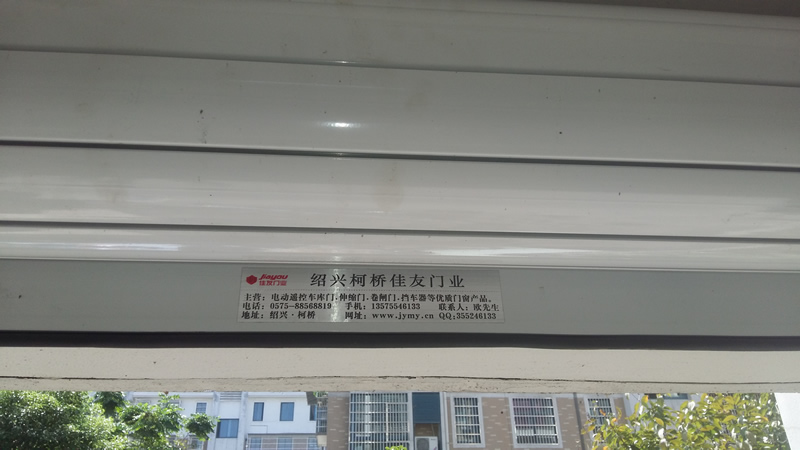 Jiayou
佳友门业
绍兴柯桥佳友门业
主营：电动遥控车库门、伸缩门、卷闸门、挡车器等优质门窗产品。
电话：0575-88568819 手机：13575546133 联系人：欧先生
地址：绍兴·柯桥 网址：www.jymy.cn QQ:355246133